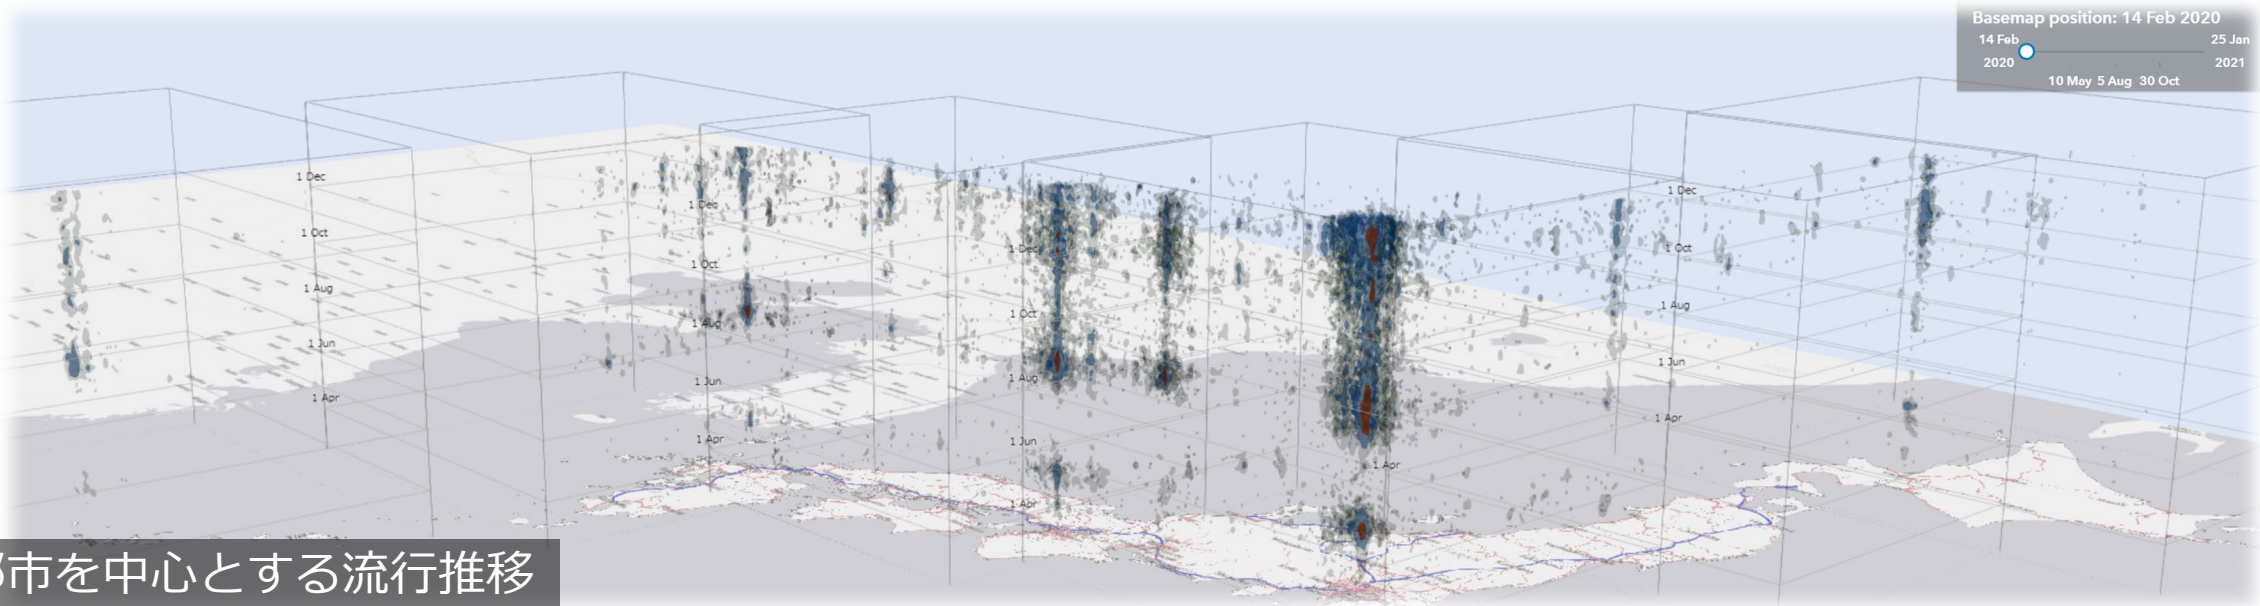 Basemap position: 14 Feb 2020
14 Feb
25 Jan
2020
2021
10 May 5 Aug 30 Oct
1 Dec
1 Oct
1 Aug
1 Jun
1 Apr
1 Dec
1 Oct
1 Aug
1 Jun
1 Apr
1 Dec
1 Oct
1 Aug
1 Jun
1 Apr
1 Apr
1 Dec
1 Oct
1 Aug
1 Jun
1 Apr
市を中心とする流行推移